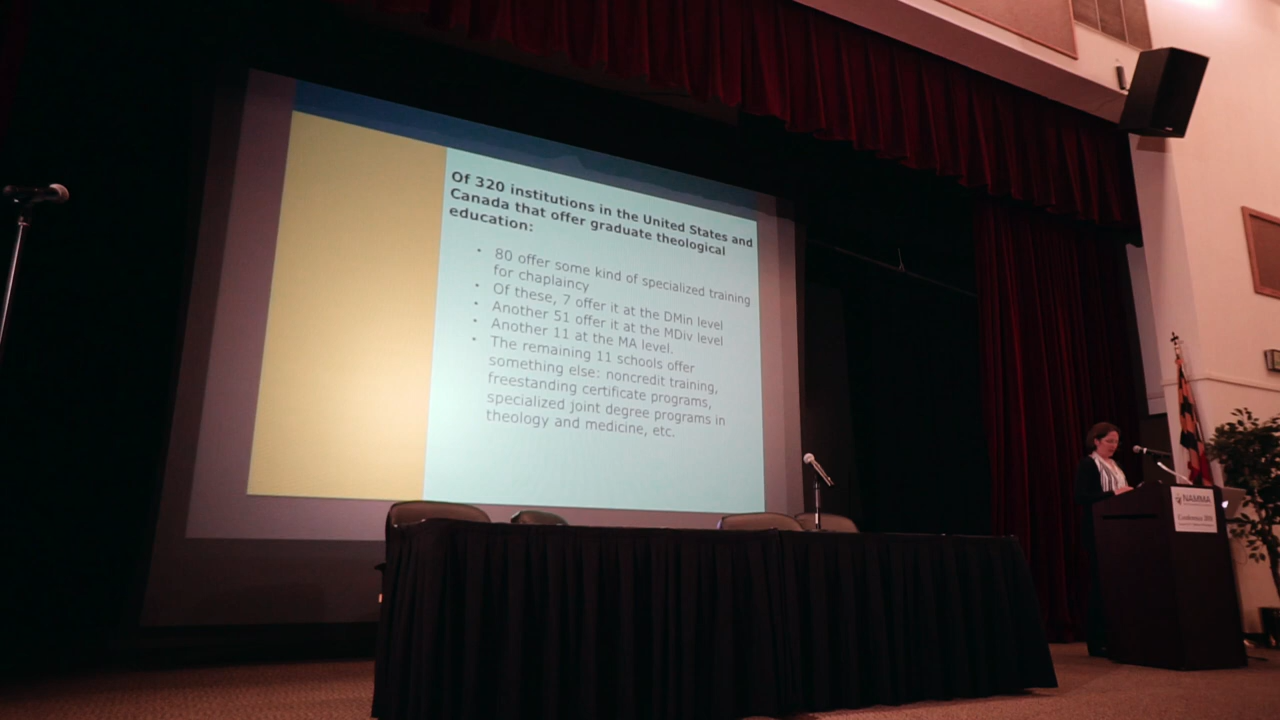 Of 320 institutions in the United States and
Canada that offer graduate theological
education:
• 80 offer some kind of specialized training
for chaplaincy
• Of these, 7 offer it at the DMin level
• Another 51 offer it at the MDiv level
• Another 11 at the MA level.
• The remaining 11 schools offer
something else: noncredit training,
freestanding certificate programs,
specialized joint degree programs in
theology and medicine, etc.
NAMMA
Conference